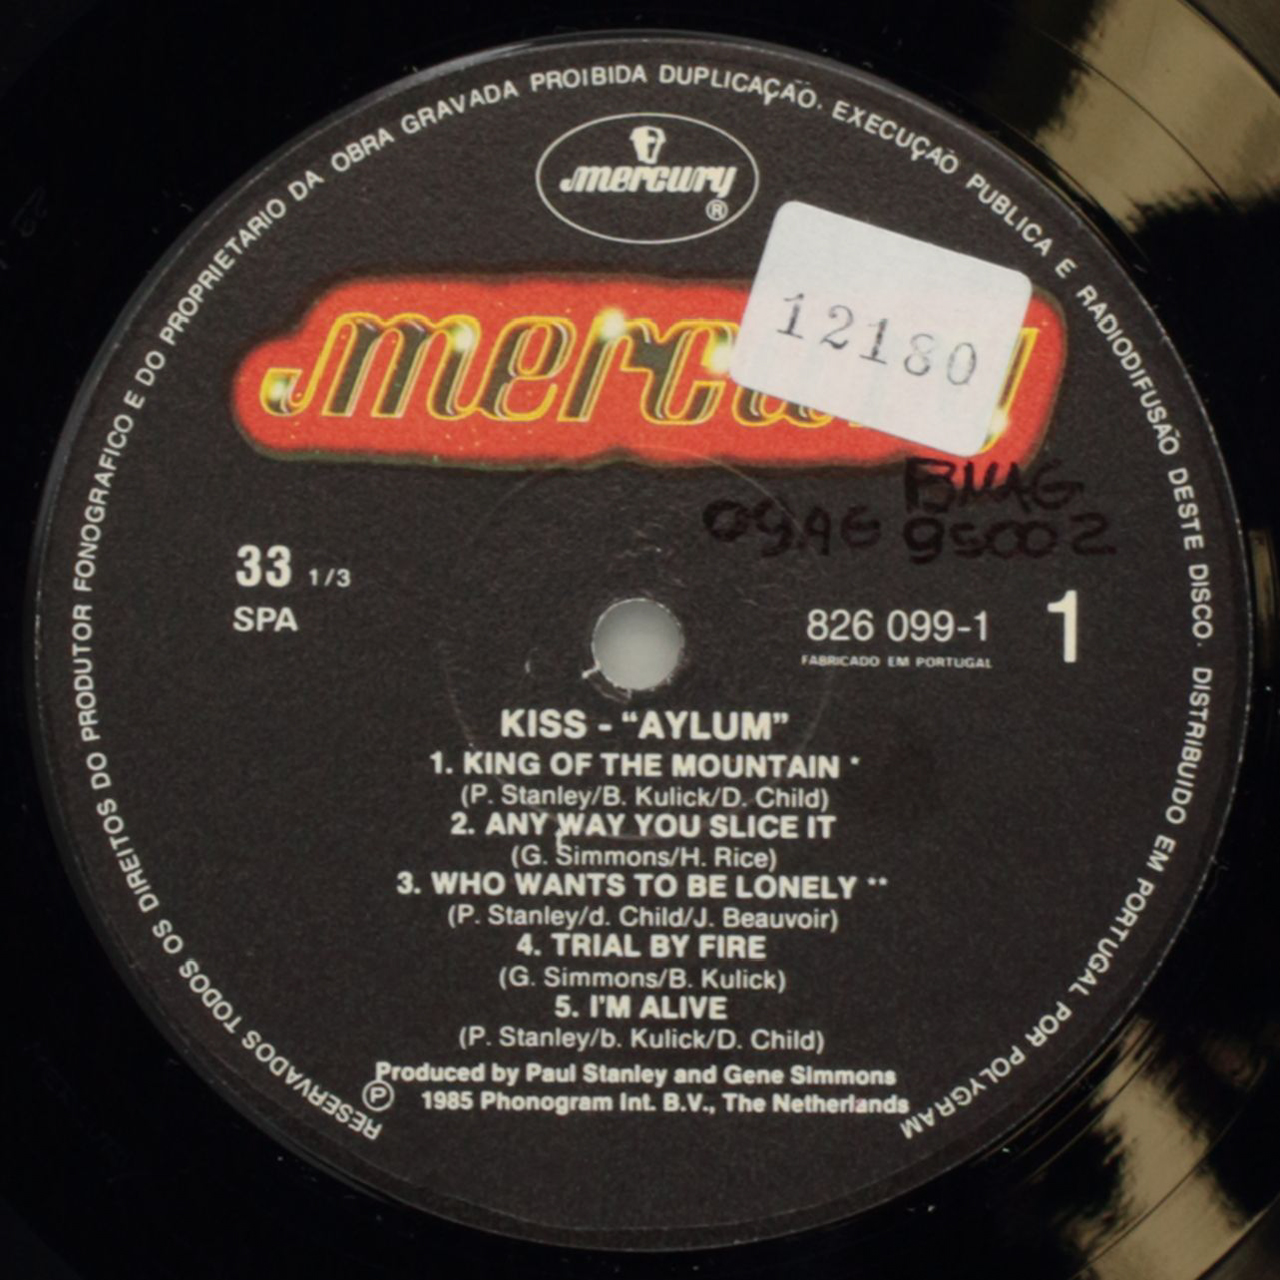 RESERVADOS TODOS OS DIREITOS DO PRODUTOR FONOGRAFICO E DO PROPRIETARIO DA OBRA GRAVADA PROIBIDA DUPLICAÇÃO. EXECUÇÃO PUBLICA E RADIODIFUSÃO DESTE DISCO. DISTRIBUIDO EM PORTUGAL POR POLYGRAM
mercury
®
mercury
12180
BMAG
95002
33 1/3
SPA
826 099-1
1
FABRICADO EM PORTUGAL
KISS - “AYLUM”
1. KING OF THE MOUNTAIN *
(P. Stanley/B. Kulick/D. Child)
2. ANY WAY YOU SLICE IT
(G. Simmons/H. Rice)
3. WHO WANTS TO BE LONELY **
(P. Stanley/d. Child/J. Beauvoir)
4. TRIAL BY FIRE
(G. Simmons/B. Kulick)
5. I'M ALIVE
(P. Stanley/b. Kulick/D. Child)
Produced by Paul Stanley and Gene Simmons
Ⓟ 1985 Phonogram Int. B.V., The Netherlands